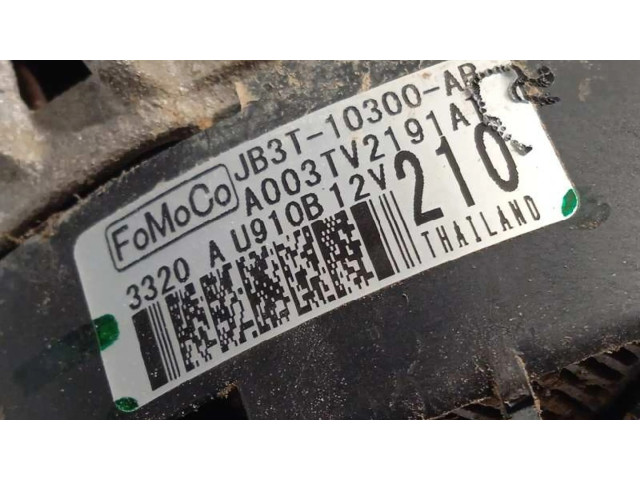 FoMoCo
JB3T-10300-AB
A003TV2191A
3320 A U910B 12V
210
THAILAND